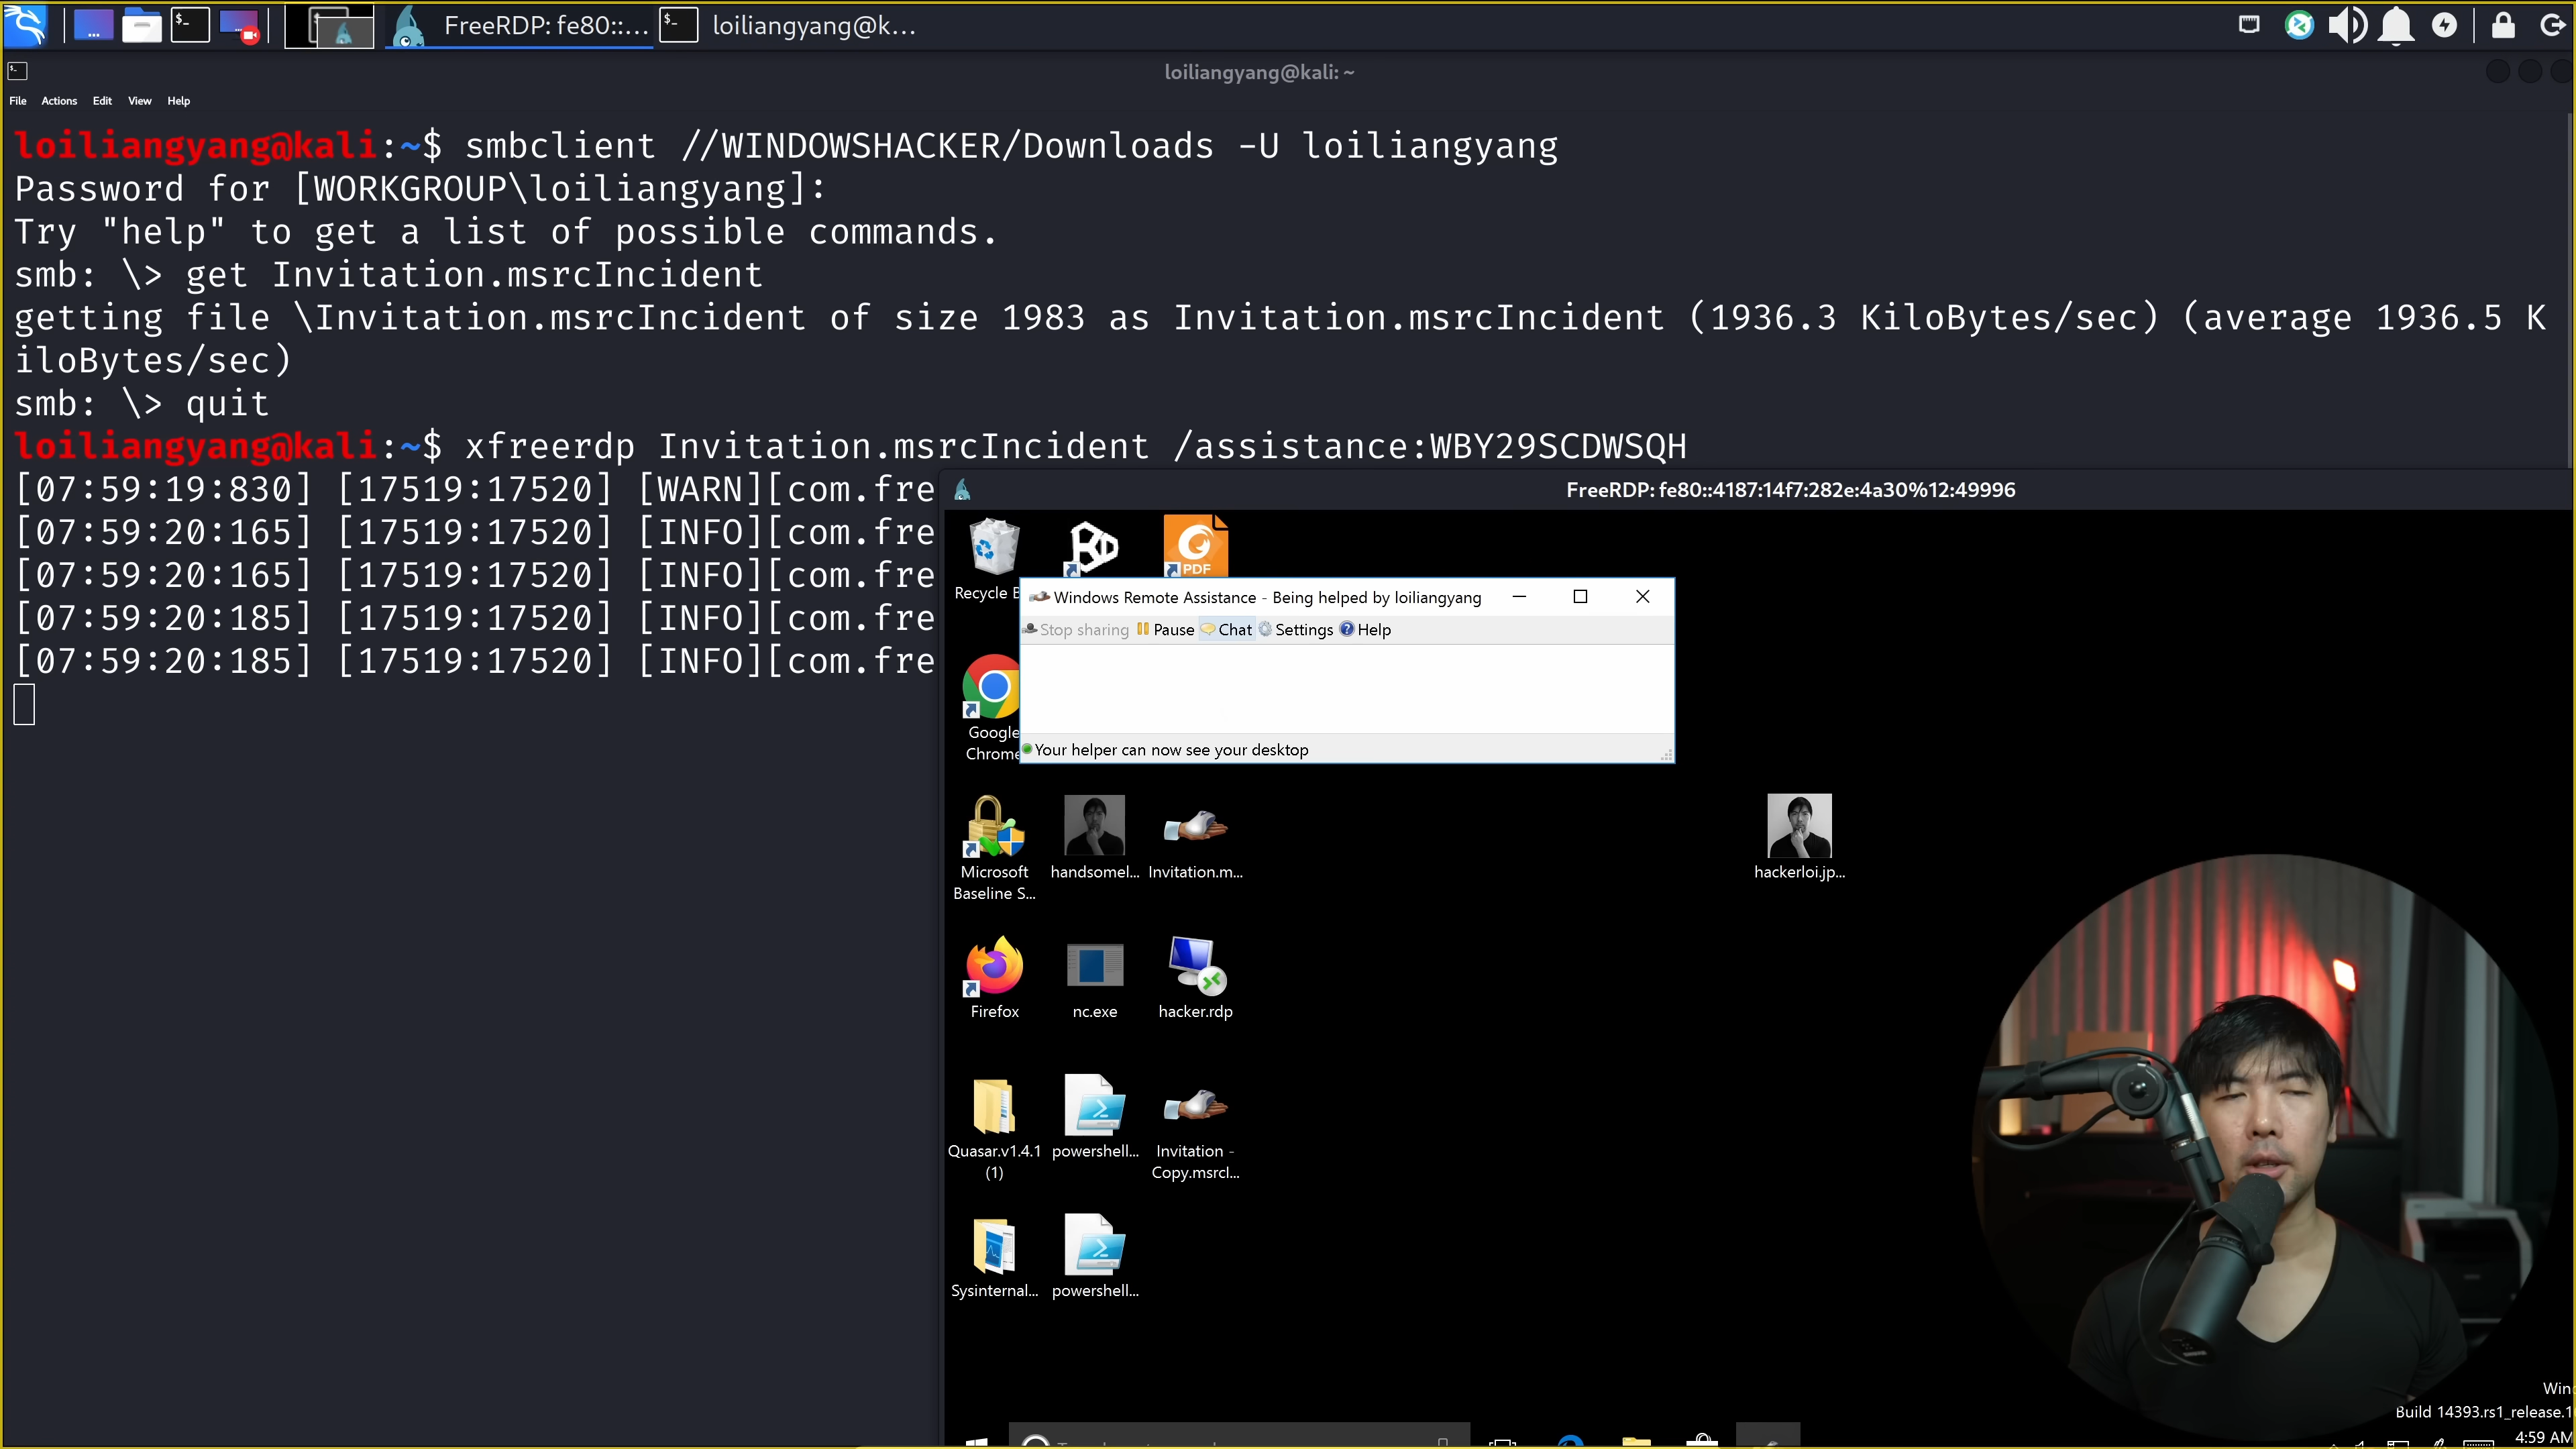 FreeRDP: fe80::...
loiliangyang@k...
loiliangyang@kali: ~
File Actions Edit View Help
loiliangyang@kali:~$ smbclient //WINDOWSHACKER/Downloads -U loiliangyang
Password for [WORKGROUP\loiliangyang]:
Try "help" to get a list of possible commands.
smb: \> get Invitation.msrcIncident
getting file \Invitation.msrcIncident of size 1983 as Invitation.msrcIncident (1936.3 KiloBytes/sec) (average 1936.5 K
iloBytes/sec)
smb: \> quit
loiliangyang@kali:~$ xfreerdp Invitation.msrcIncident /assistance:WBY29SCDWSQH
[07:59:19:830] [17519:17520] [WARN][com.fre
[07:59:20:165] [17519:17520] [INFO][com.fre
[07:59:20:165] [17519:17520] [INFO][com.fre
[07:59:20:185] [17519:17520] [INFO][com.fre
[07:59:20:185] [17519:17520] [INFO][com.fre
FreeRDP: fe80::4187:14f7:282e:4a30%12:49996
PDF
Recycle B
Windows Remote Assistance - Being helped by loiliangyang
Stop sharing Pause Chat Settings Help
Your helper can now see your desktop
Google
Chrome
Microsoft
Baseline S...
handsomel...
Invitation.m...
hackerloi.jp...
Firefox
nc.exe
hacker.rdp
Quasar.v1.4.1
(1)
powershell...
Invitation -
Copy.msrcl...
Sysinternal...
powershell...
Win
Build 14393.rs1_release.1
4:59 AM